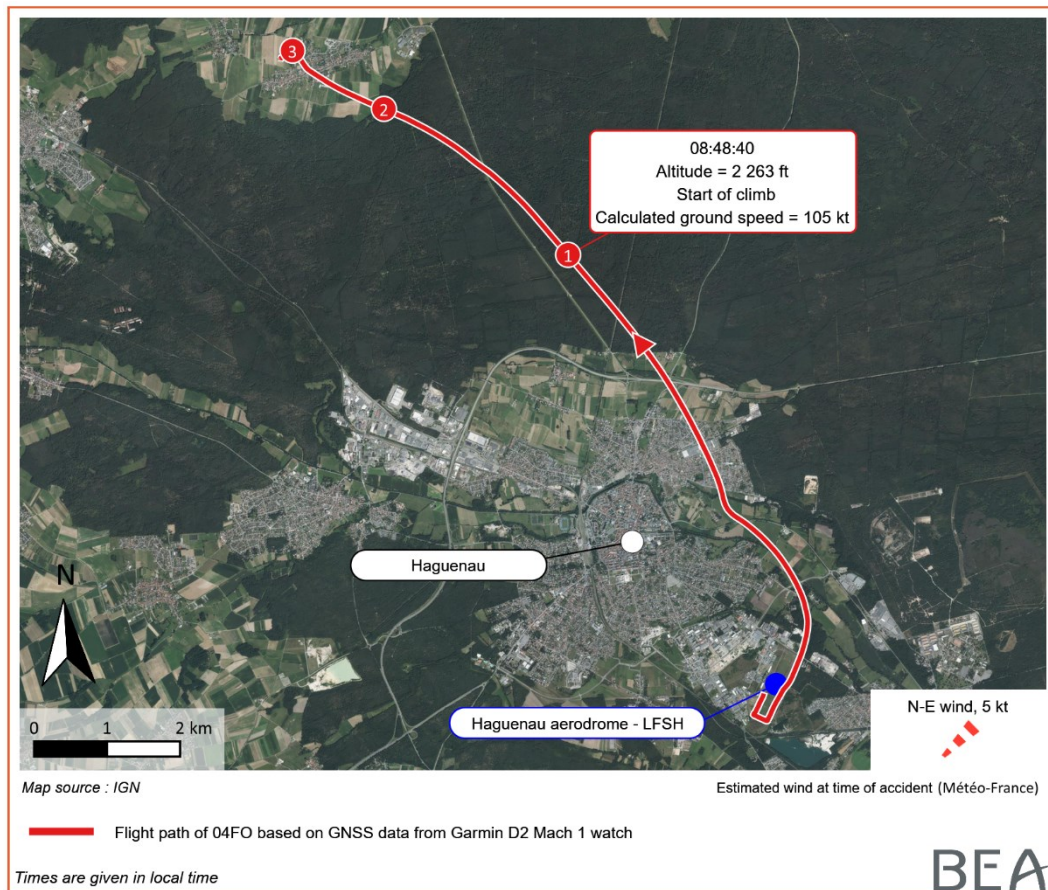 3
2
08:48:40
Altitude = 2 263 ft
Start of climb
Calculated ground speed = 105 kt
1
Haguenau
N
Haguenau aerodrome - LFSH
N-E wind, 5 kt
0 1 2 km
Map source : IGN
Estimated wind at time of accident (Météo-France)
Flight path of 04FO based on GNSS data from Garmin D2 Mach 1 watch
Times are given in local time
BEA